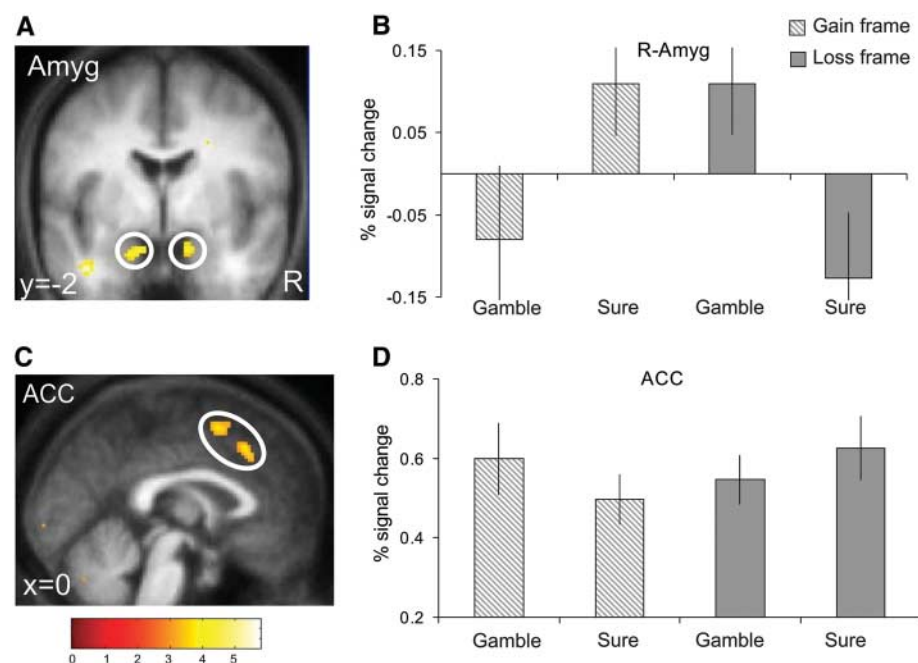 A
Amyg
y=-2
R
B
Gain frame
Loss frame
R-Amyg
% signal change
0.15
0.05
-0.05
-0.15
Gamble
Sure
Gamble
Sure
C
ACC
x=0
0 1 2 3 4 5
D
ACC
% signal change
0.8
0.6
0.4
0.2
Gamble
Sure
Gamble
Sure